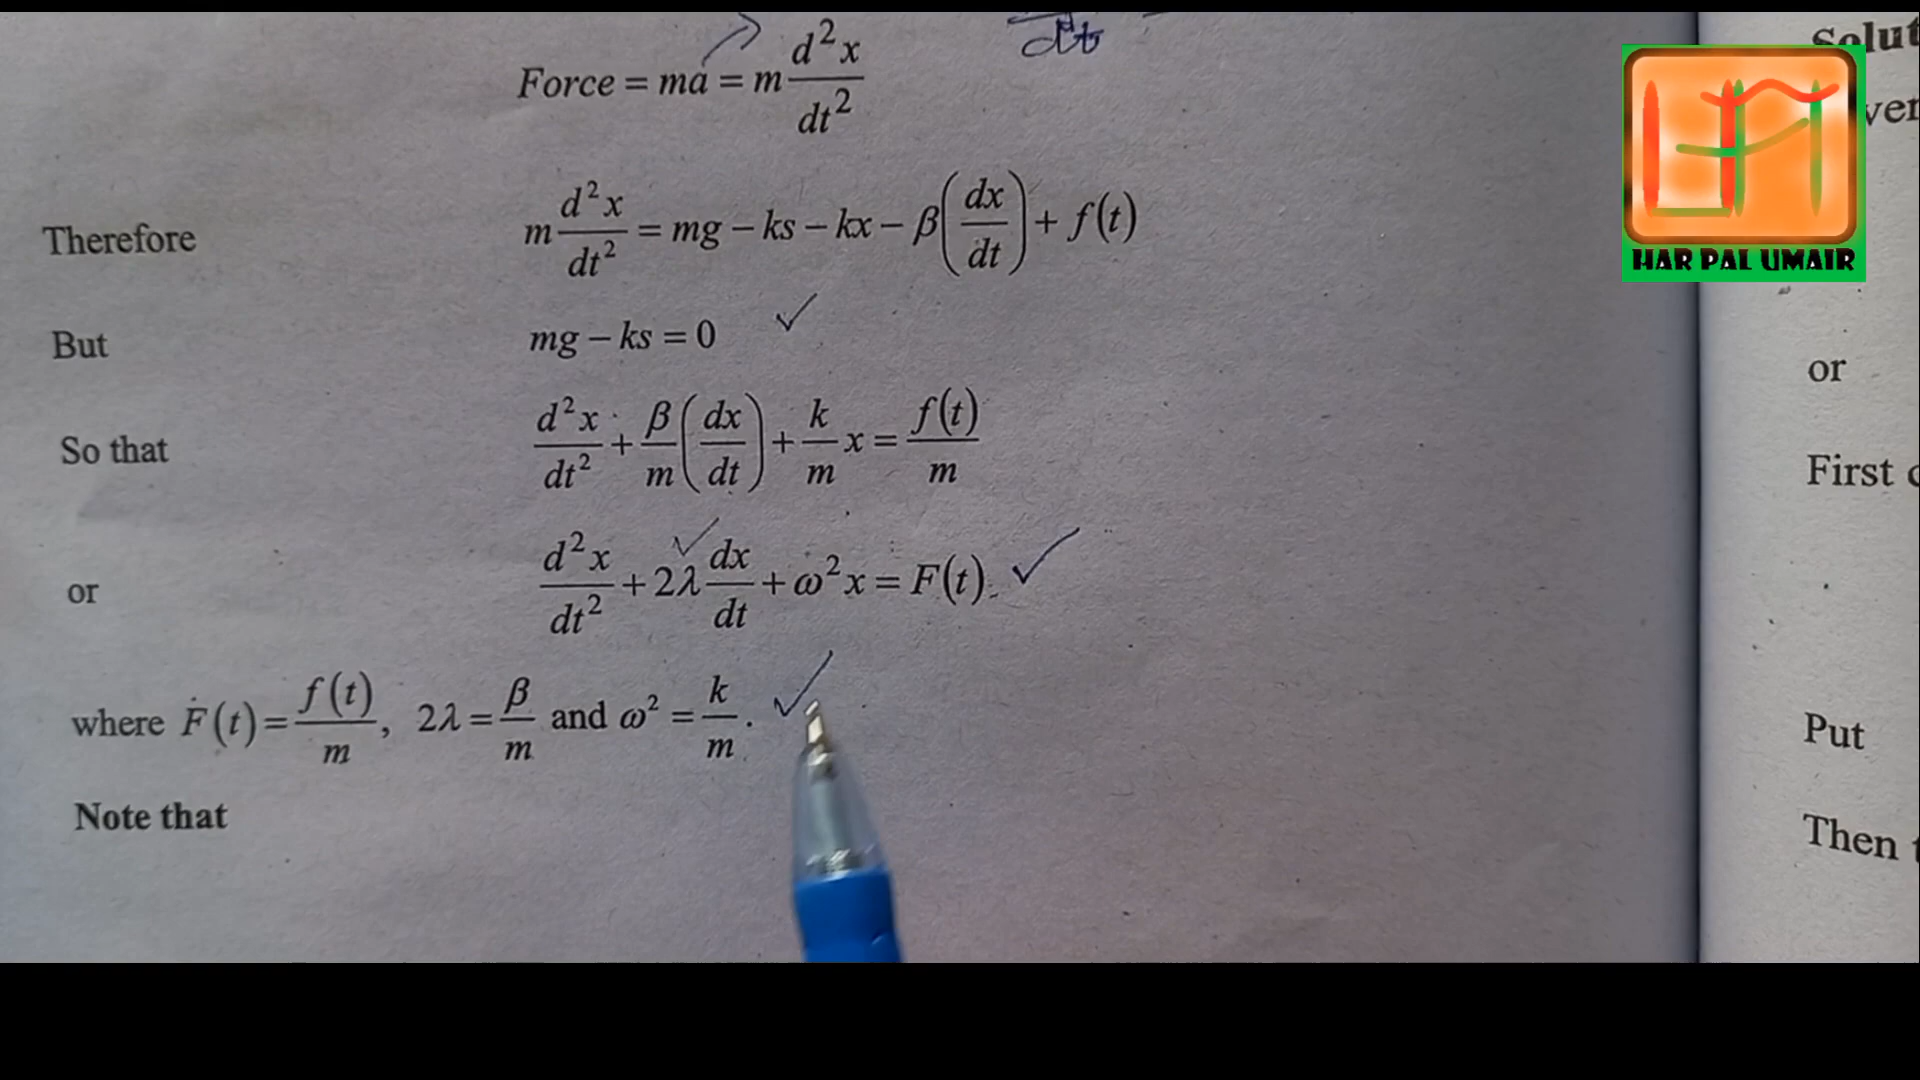 dt
Force = ma = m d²x/dt²
Therefore m d²x/dt² = mg − ks − kx − β(dx/dt) + f(t)
But mg − ks = 0 ✓
So that d²x/dt² + β/m (dx/dt) + k/m x = f(t)/m
or d²x/dt² + 2λ dx/dt + ω²x = F(t). ✓
where F(t) = f(t)/m, 2λ = β/m and ω² = k/m. ✓
Note that
HAR PAL UMAIR
or
First
Put
Then